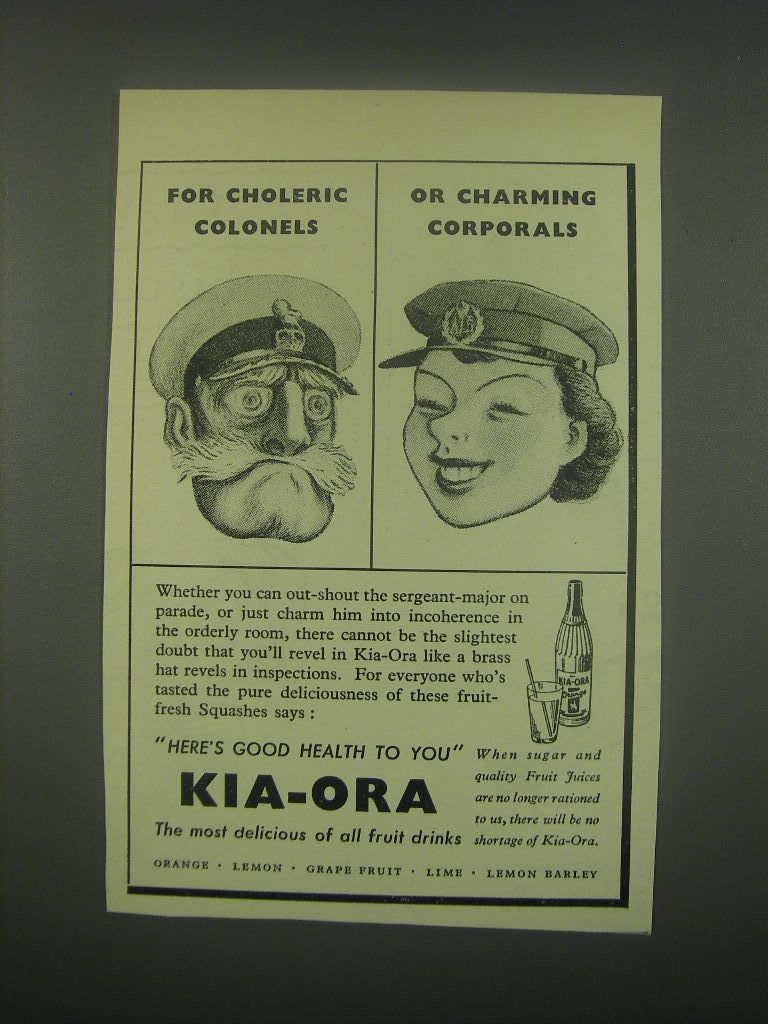 FOR CHOLERIC
COLONELS
OR CHARMING
CORPORALS
Whether you can out-shout the sergeant-major on
parade, or just charm him into incoherence in
the orderly room, there cannot be the slightest
doubt that you'll revel in Kia-Ora like a brass
hat revels in inspections. For everyone who's
tasted the pure deliciousness of these fruit-
fresh Squashes says :
KIA-ORA
Orange
"HERE'S GOOD HEALTH TO YOU"
KIA-ORA
The most delicious of all fruit drinks
When sugar and
quality Fruit Juices
are no longer rationed
to us, there will be no
shortage of Kia-Ora.
ORANGE · LEMON · GRAPE FRUIT · LIME · LEMON BARLEY